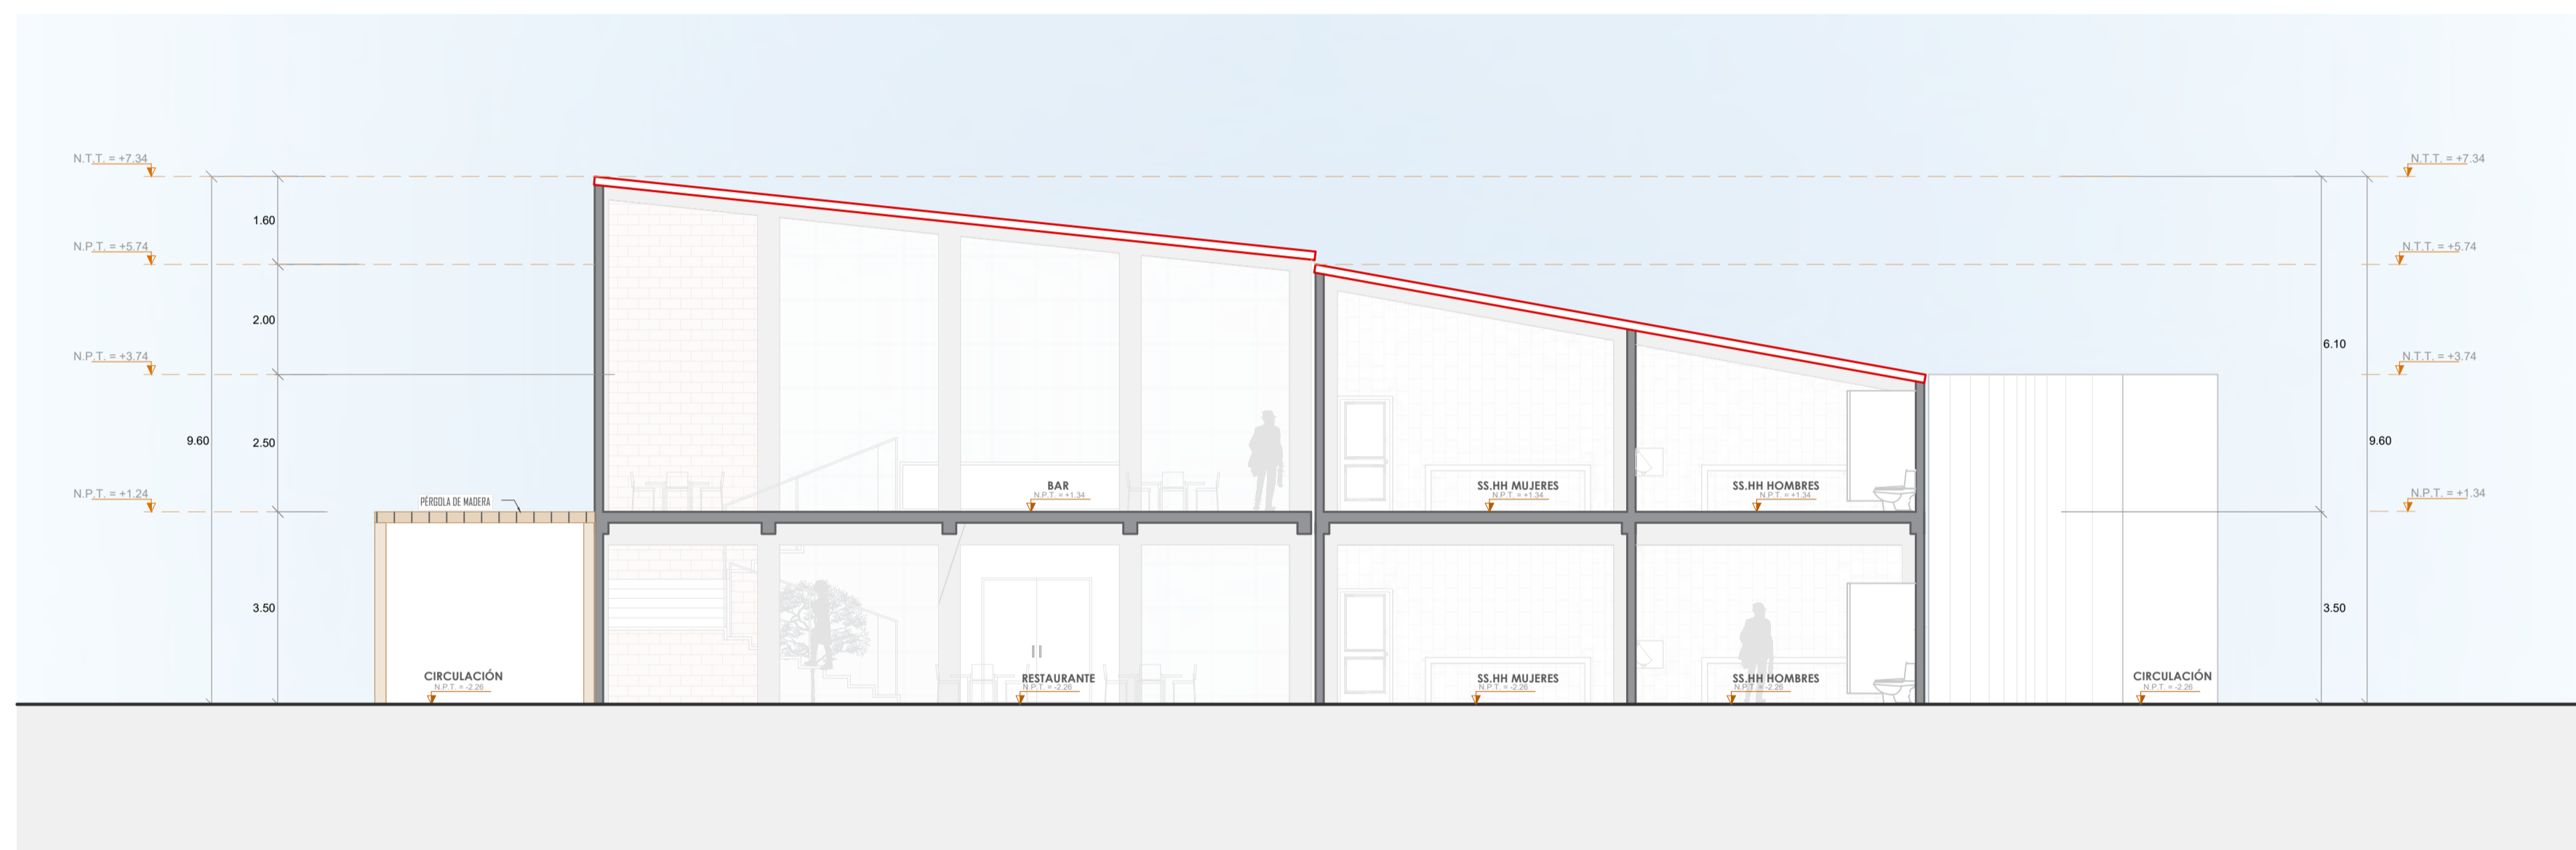 N.T.T. = +7.34
N.T.T. = +7.34
1.60
N.P.T. = +5.74
N.T.T. = +5.74
2.00
N.P.T. = +3.74
N.T.T. = +3.74
6.10
9.60
2.50
9.60
N.P.T. = +1.24
PÉRGOLA DE MADERA
BAR
N.P.T. = +1.34
SS.HH MUJERES
N.P.T. = +1.34
SS.HH HOMBRES
N.P.T. = +1.34
N.P.T. = +1.34
3.50
3.50
CIRCULACIÓN
N.P.T. = -2.26
RESTAURANTE
N.P.T. = -2.26
SS.HH MUJERES
N.P.T. = -2.26
SS.HH HOMBRES
N.P.T. = -2.26
CIRCULACIÓN
N.P.T. = -2.26